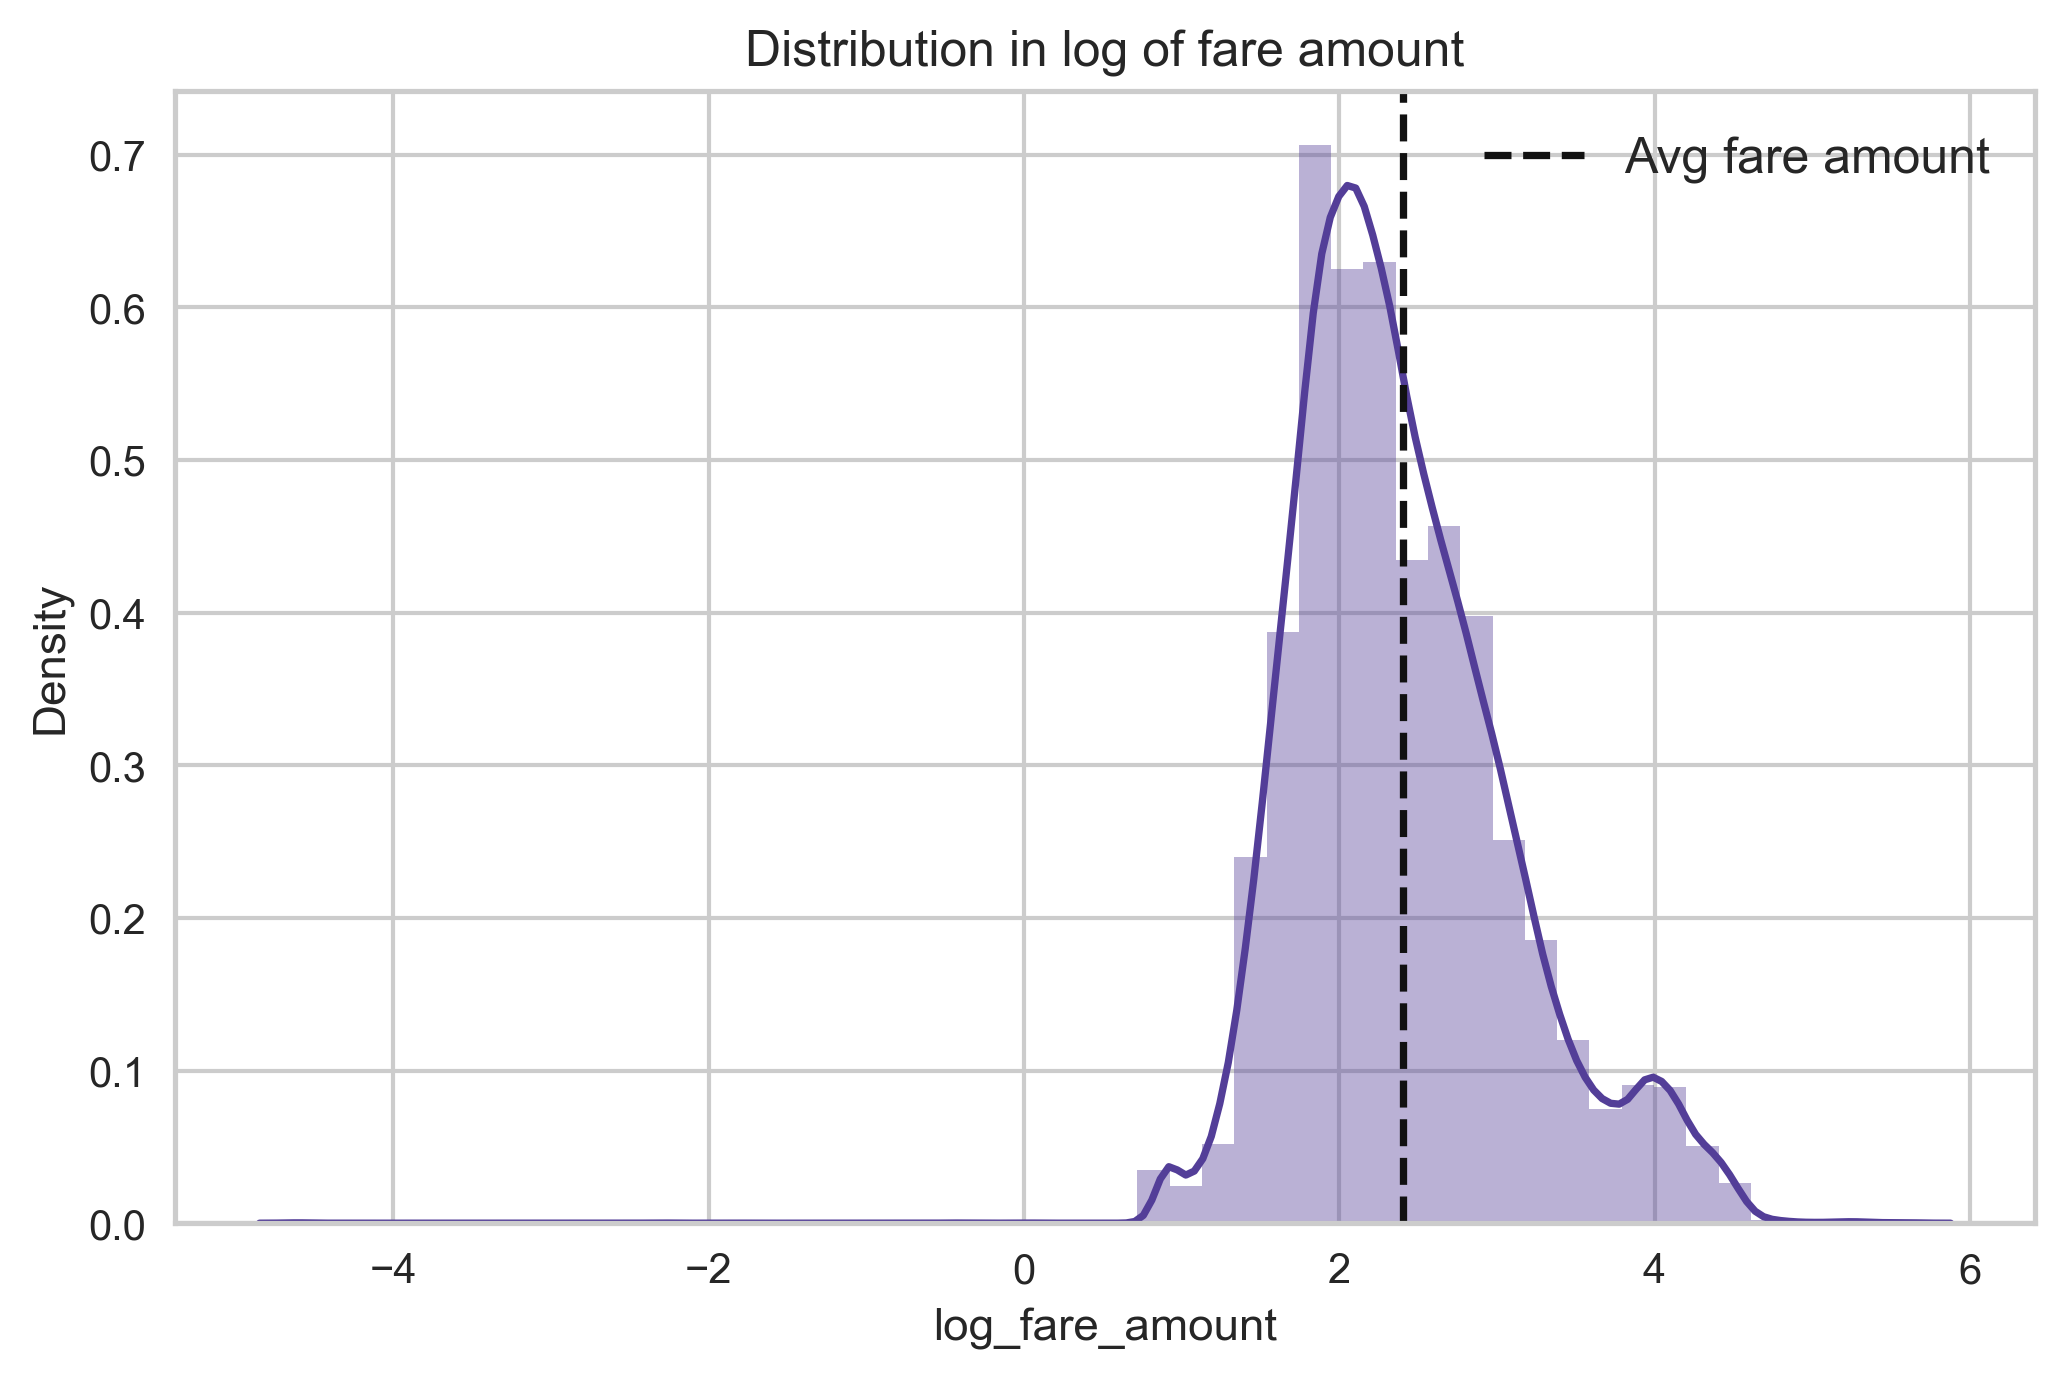 Distribution in log of fare amount
Avg fare amount
Density
0.7
0.6
0.5
0.4
0.3
0.2
0.1
0.0
−4 −2 0 2 4 6
log_fare_amount